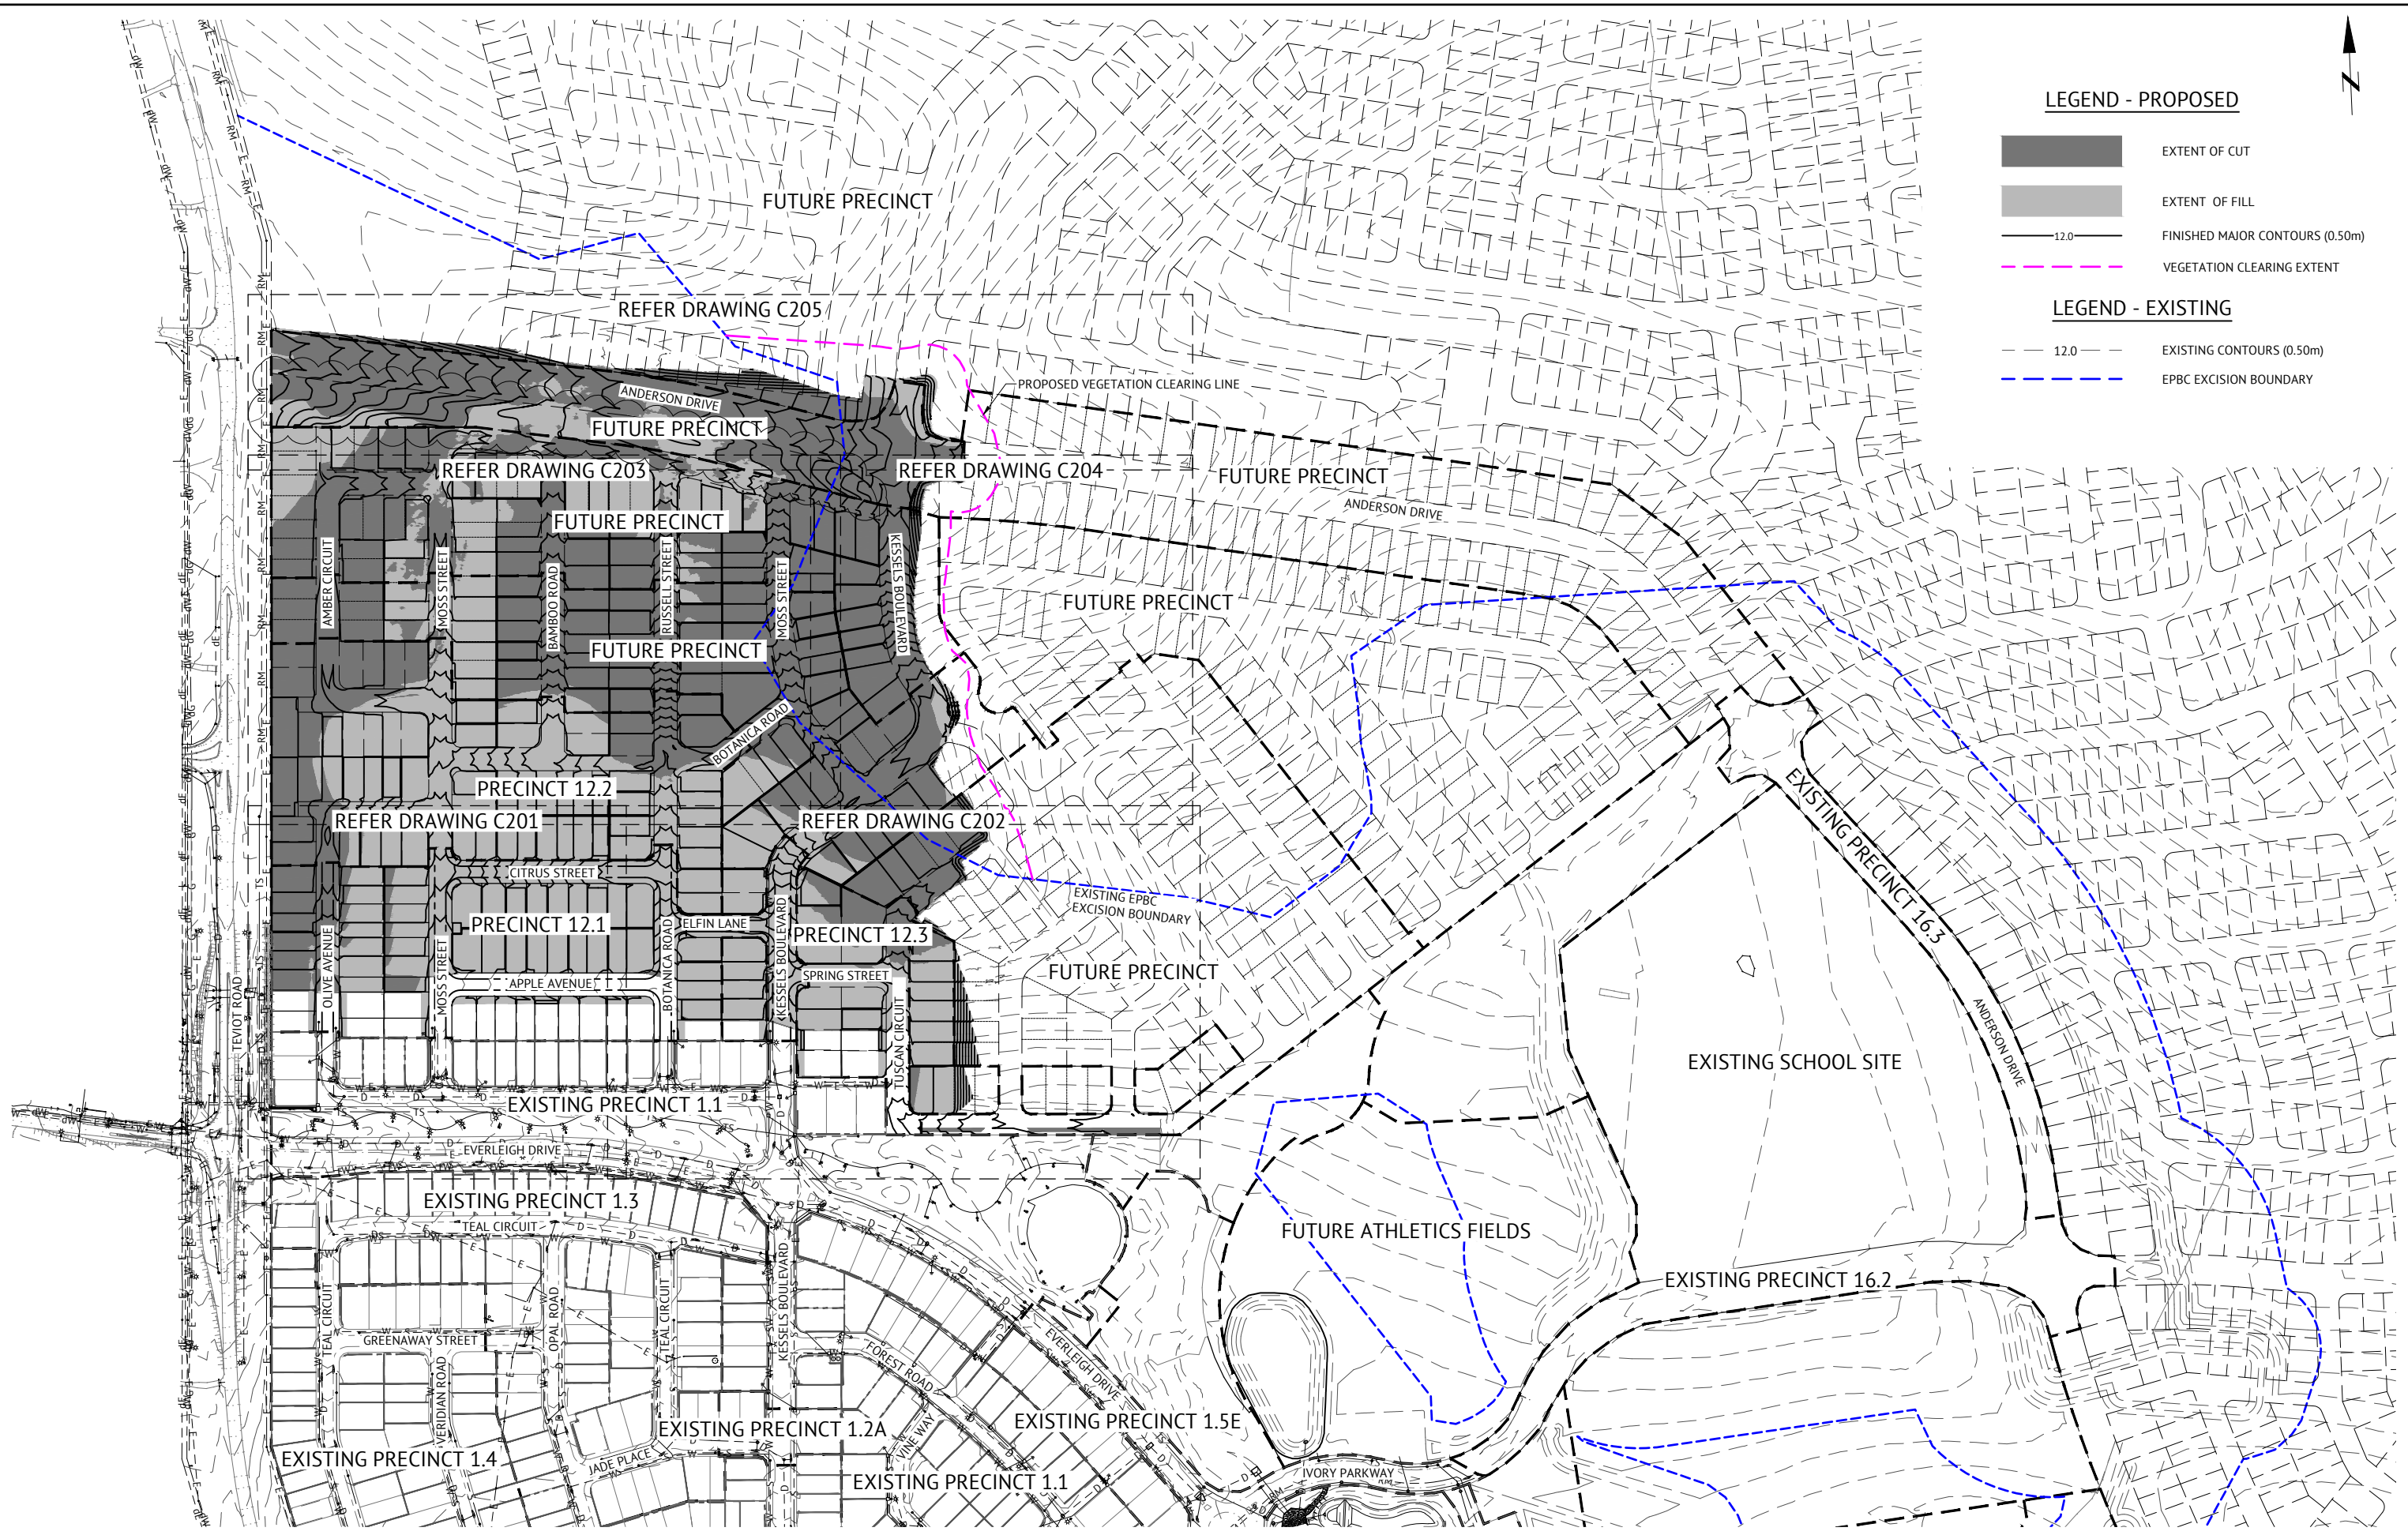 N
LEGEND - PROPOSED
EXTENT OF CUT
EXTENT OF FILL
12.0
FINISHED MAJOR CONTOURS (0.50m)
VEGETATION CLEARING EXTENT
LEGEND - EXISTING
12.0
EXISTING CONTOURS (0.50m)
EPBC EXCISION BOUNDARY
FUTURE PRECINCT
REFER DRAWING C205
PROPOSED VEGETATION CLEARING LINE
ANDERSON DRIVE
FUTURE PRECINCT
REFER DRAWING C203
REFER DRAWING C204
FUTURE PRECINCT
ANDERSON DRIVE
FUTURE PRECINCT
AMBER CIRCUIT
MOSS STREET
BAMBOO ROAD
RUSSELL STREET
MOSS STREET
KESSELS BOULEVARD
FUTURE PRECINCT
FUTURE PRECINCT
BOTANICA ROAD
PRECINCT 12.2
REFER DRAWING C201
REFER DRAWING C202
EXISTING PRECINCT 16.3
CITRUS STREET
EXISTING EPBC
EXCISION BOUNDARY
PRECINCT 12.1
ELFIN LANE
PRECINCT 12.3
OLIVE AVENUE
MOSS STREET
BOTANICA ROAD
KESSELS BOULEVARD
SPRING STREET
APPLE AVENUE
FUTURE PRECINCT
TEVIOT ROAD
TUSCAN CIRCUIT
ANDERSON DRIVE
EXISTING SCHOOL SITE
EXISTING PRECINCT 1.1
EVERLEIGH DRIVE
EXISTING PRECINCT 1.3
TEAL CIRCUIT
FUTURE ATHLETICS FIELDS
EXISTING PRECINCT 16.2
TEAL CIRCUIT
OPAL ROAD
TEAL CIRCUIT
KESSELS BOULEVARD
GREENAWAY STREET
VERIDIAN ROAD
FOREST ROAD
EVERLEIGH DRIVE
EXISTING PRECINCT 1.2A
VINE WAY
EXISTING PRECINCT 1.5E
EXISTING PRECINCT 1.4
JADE PLACE
EXISTING PRECINCT 1.1
IVORY PARKWAY